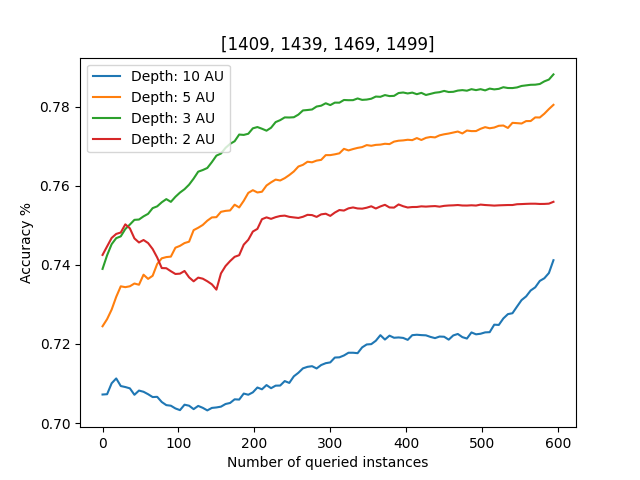 [1409, 1439, 1469, 1499]
Depth: 10 AU
Depth: 5 AU
Depth: 3 AU
Depth: 2 AU
Accuracy %
0.78
0.76
0.74
0.72
0.70
0 100 200 300 400 500 600
Number of queried instances